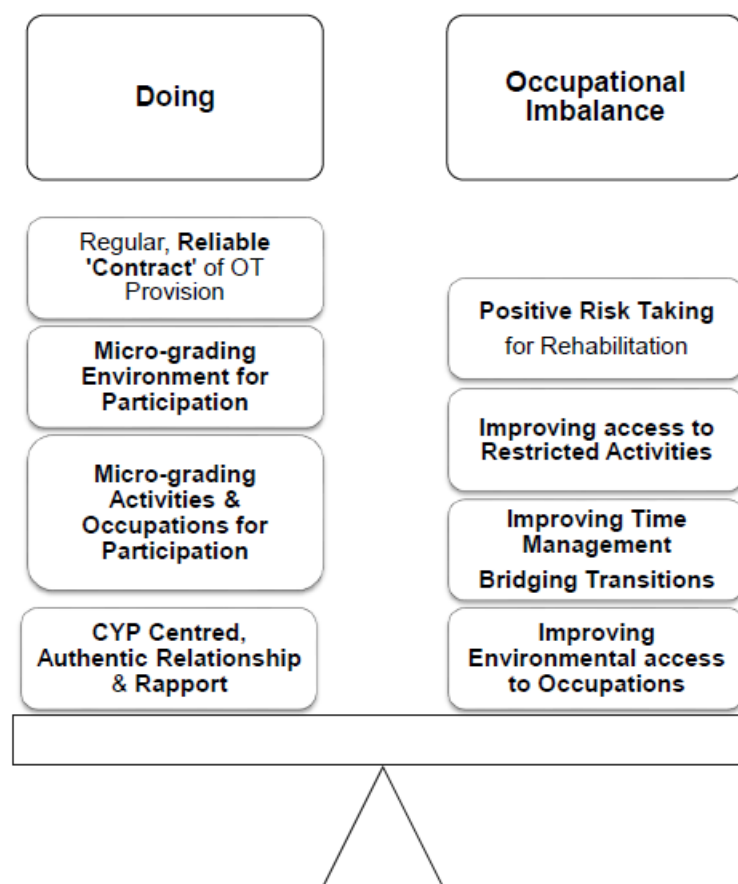 Doing
Occupational
Imbalance
Regular, Reliable
'Contract' of OT
Provision
Micro-grading
Environment for
Participation
Micro-grading
Activities &
Occupations for
Participation
CYP Centred,
Authentic Relationship
& Rapport
Positive Risk Taking
for Rehabilitation
Improving access to
Restricted Activities
Improving Time
Management
Bridging Transitions
Improving
Environmental access
to Occupations